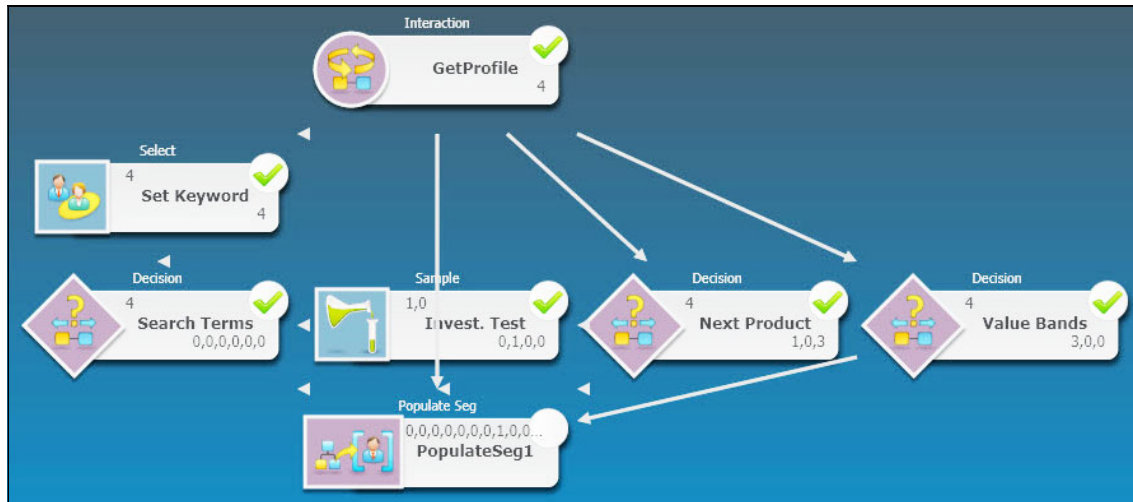 Interaction
GetProfile
4
Select
4
Set Keyword
4
Decision
4
Search Terms
0,0,0,0,0,0
Sample
1,0
Invest. Test
0,1,0,0
Decision
4
Next Product
1,0,3
Decision
4
Value Bands
3,0,0
Populate Seg
0,0,0,0,0,0,0,1,0,0...
PopulateSeg1